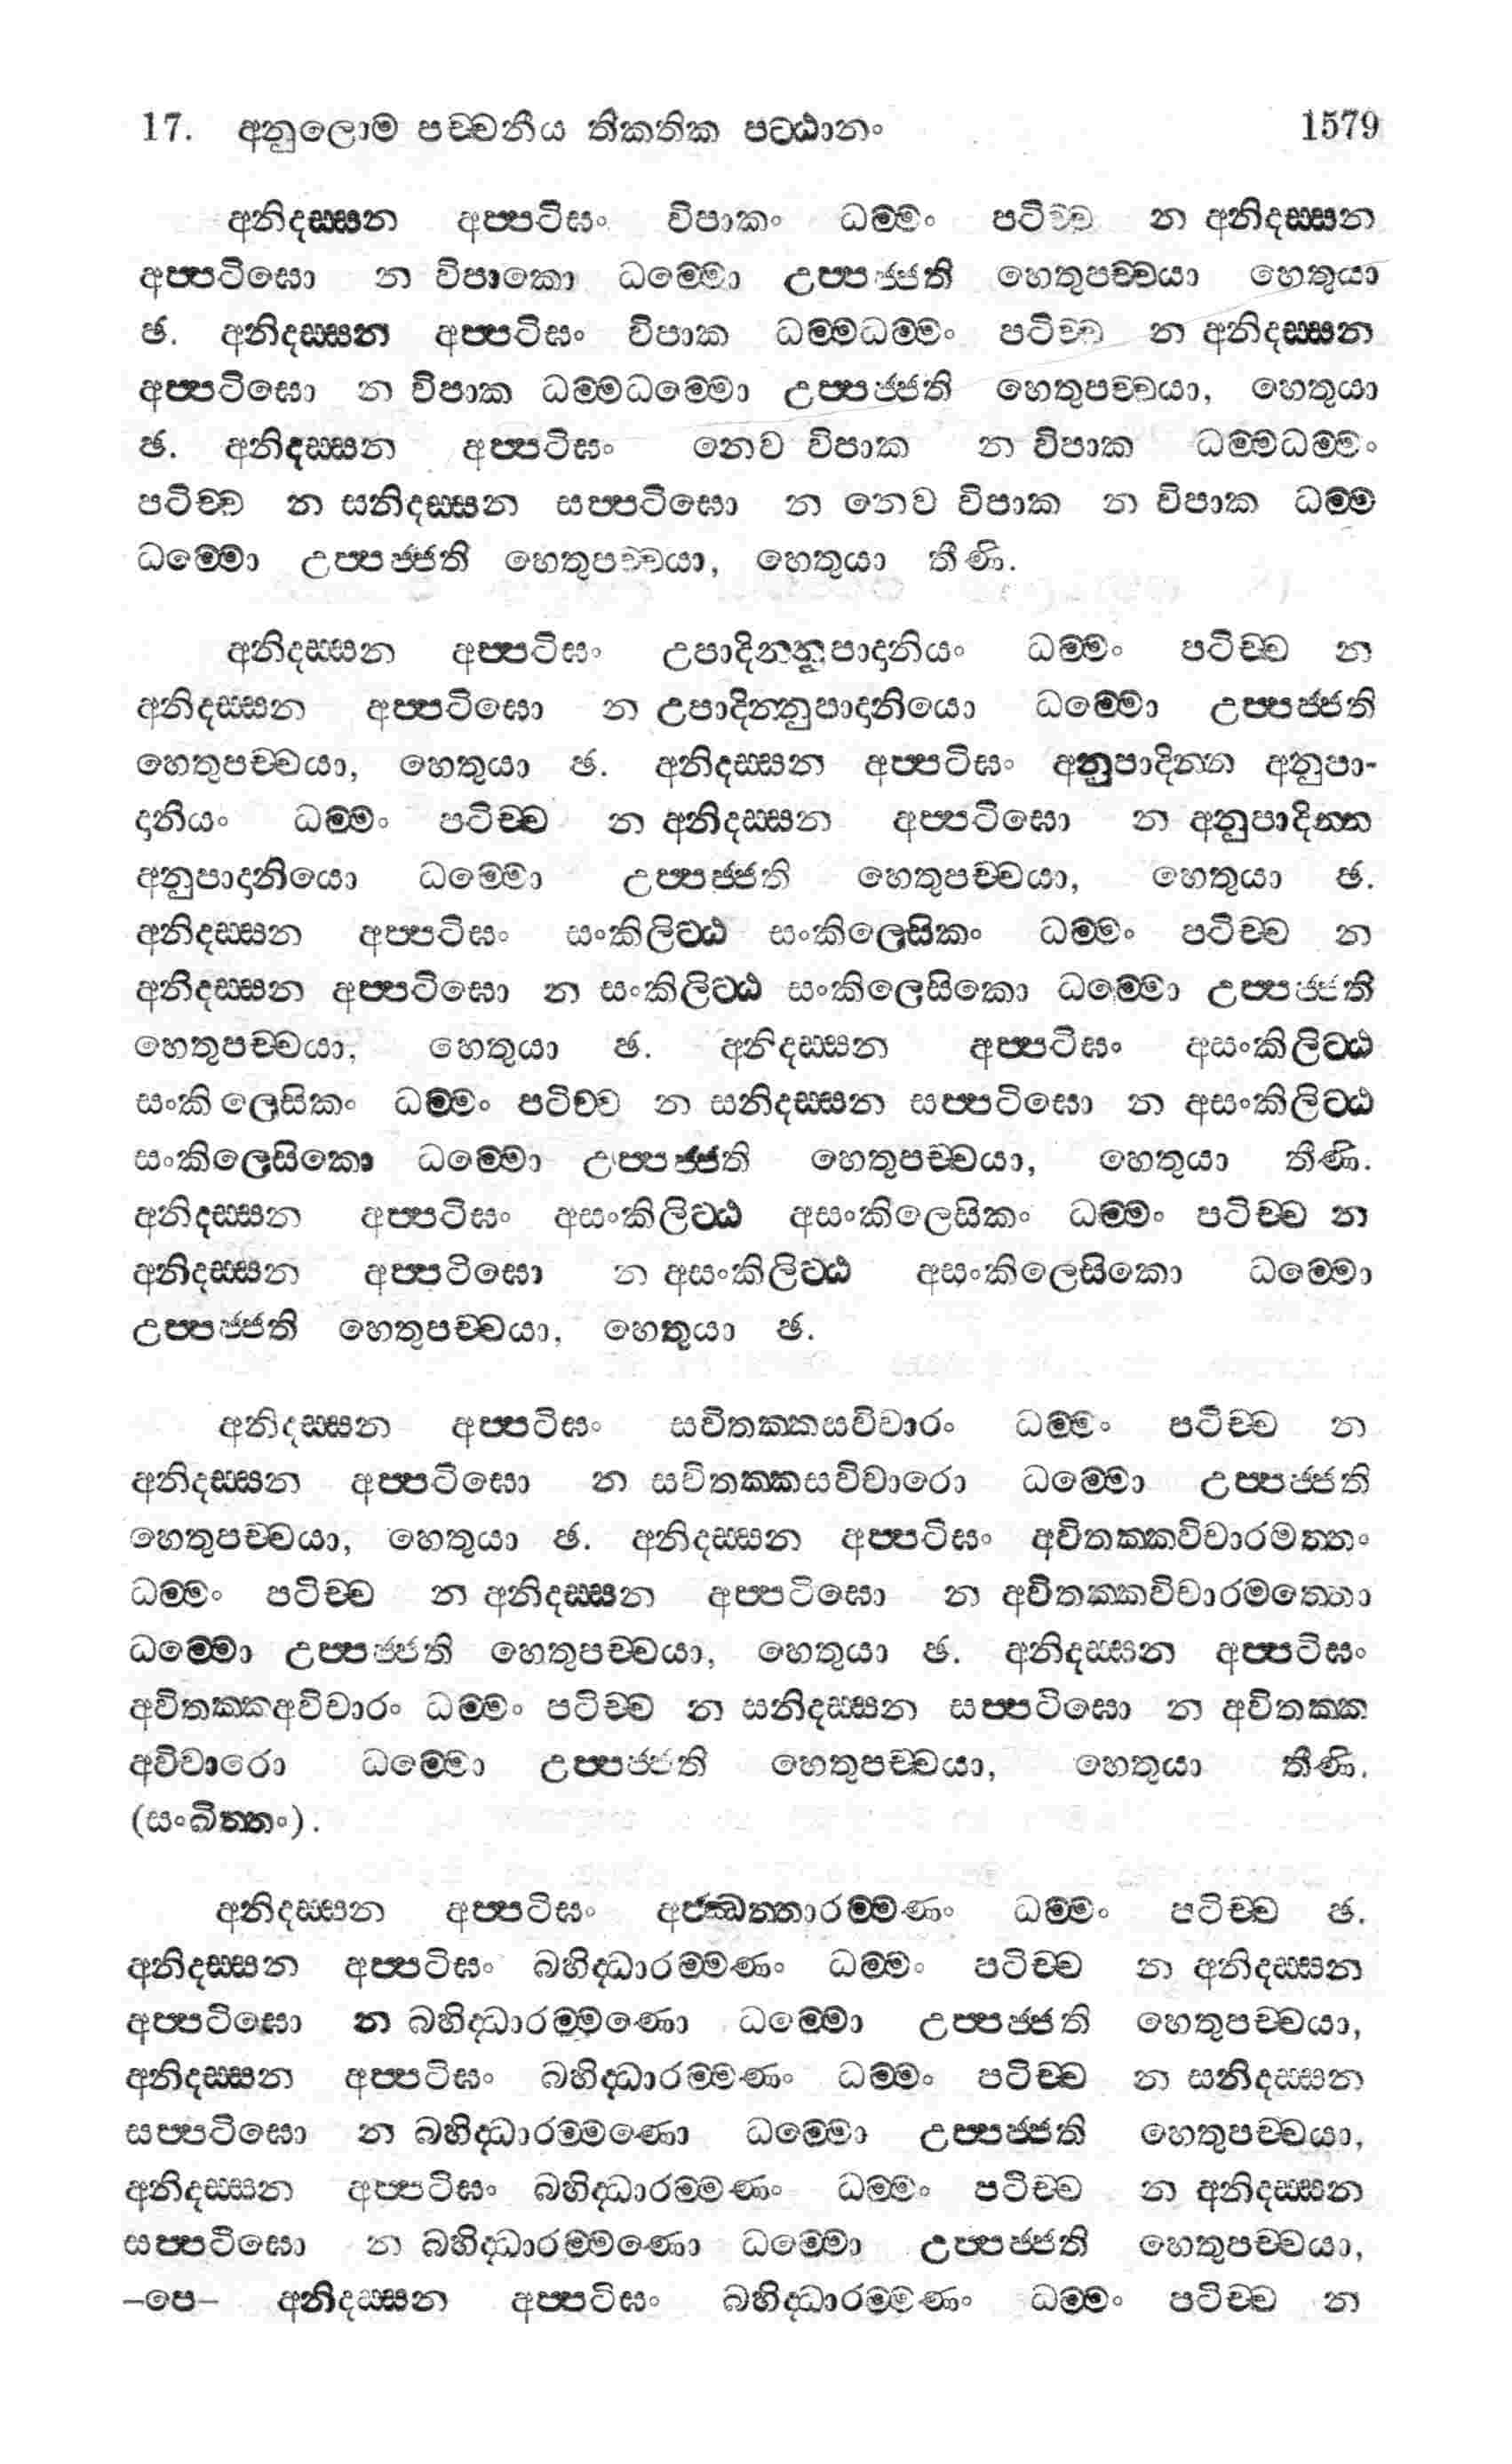 17. අනුලොම පච්චනීය තිකතික පට්ඨානං 1579
අනිදස්සන අප්පටිඝං විපාකං ධම්මං පටිච්ච න අනිදස්සන
අප්පටිඝො න විපාකො ධම්මො උප්පජ්ජති හෙතුපච්චයා හෙතුයා
ඡ. අනිදස්සන අප්පටිඝං විපාක ධම්මධම්මං පටිච්ච න අනිදස්සන
අප්පටිඝො න විපාක ධම්මධම්මො උප්පජ්ජති හෙතුපච්චයා, හෙතුයා
ඡ. අනිදස්සන අප්පටිඝං නෙව විපාක න විපාක ධම්මධම්මං
පටිච්ච න සනිදස්සන සප්පටිඝො න නෙව විපාක න විපාක ධම්ම
ධම්මො උප්පජ්ජති හෙතුපච්චයා, හෙතුයා තීණි.
අනිදස්සන අප්පටිඝං උපාදින්නුපාදානියං ධම්මං පටිච්ච න
අනිදස්සන අප්පටිඝො න උපාදින්නුපාදානියො ධම්මො උප්පජ්ජති
හෙතුපච්චයා, හෙතුයා ඡ. අනිදස්සන අප්පටිඝං අනුපාදින්න අනුපා-
දානියං ධම්මං පටිච්ච න අනිදස්සන අප්පටිඝො න අනුපාදින්න
අනුපාදානියො ධම්මො උප්පජ්ජති හෙතුපච්චයා, හෙතුයා ඡ.
අනිදස්සන අප්පටිඝං සංකිලිට්ඨ සංකිලෙසිකං ධම්මං පටිච්ච න
අනිදස්සන අප්පටිඝො න සංකිලිට්ඨ සංකිලෙසිකො ධම්මො උප්පජ්ජති
හෙතුපච්චයා, හෙතුයා ඡ. අනිදස්සන අප්පටිඝං අසංකිලිට්ඨ
සංකිලෙසිකං ධම්මං පටිච්ච න සනිදස්සන සප්පටිඝො න අසංකිලිට්ඨ
සංකිලෙසිකො ධම්මො උප්පජ්ජති හෙතුපච්චයා, හෙතුයා තීණි.
අනිදස්සන අප්පටිඝං අසංකිලිට්ඨ අසංකිලෙසිකං ධම්මං පටිච්ච න
අනිදස්සන අප්පටිඝො න අසංකිලිට්ඨ අසංකිලෙසිකො ධම්මො
උප්පජ්ජති හෙතුපච්චයා, හෙතුයා ඡ.
අනිදස්සන අප්පටිඝං සවිතක්කසවිචාරං ධම්මං පටිච්ච න
අනිදස්සන අප්පටිඝො න සවිතක්කසවිචාරො ධම්මො උප්පජ්ජති
හෙතුපච්චයා, හෙතුයා ඡ. අනිදස්සන අප්පටිඝං අවිතක්කවිචාරමත්තං
ධම්මං පටිච්ච න අනිදස්සන අප්පටිඝො න අවිතක්කවිචාරමත්තො
ධම්මො උප්පජ්ජති හෙතුපච්චයා, හෙතුයා ඡ. අනිදස්සන අප්පටිඝං
අවිතක්කඅවිචාරං ධම්මං පටිච්ච න සනිදස්සන සප්පටිඝො න අවිතක්ක
අවිචාරො ධම්මො උප්පජ්ජති හෙතුපච්චයා, හෙතුයා තීණි.
(සංඛිත්තං).
අනිදස්සන අප්පටිඝං අජ්ඣත්තාරම්මණං ධම්මං පටිච්ච ඡ.
අනිදස්සන අප්පටිඝං බහිද්ධාරම්මණං ධම්මං පටිච්ච න අනිදස්සන
අප්පටිඝො න බහිද්ධාරම්මණො ධම්මො උප්පජ්ජති හෙතුපච්චයා,
අනිදස්සන අප්පටිඝං බහිද්ධාරම්මණං ධම්මං පටිච්ච න සනිදස්සන
සප්පටිඝො න බහිද්ධාරම්මණො ධම්මො උප්පජ්ජති හෙතුපච්චයා,
අනිදස්සන අප්පටිඝං බහිද්ධාරම්මණං ධම්මං පටිච්ච න අනිදස්සන
සප්පටිඝො න බහිද්ධාරම්මණො ධම්මො උප්පජ්ජති හෙතුපච්චයා,
–පෙ– අනිදස්සන අප්පටිඝං බහිද්ධාරම්මණං ධම්මං පටිච්ච න